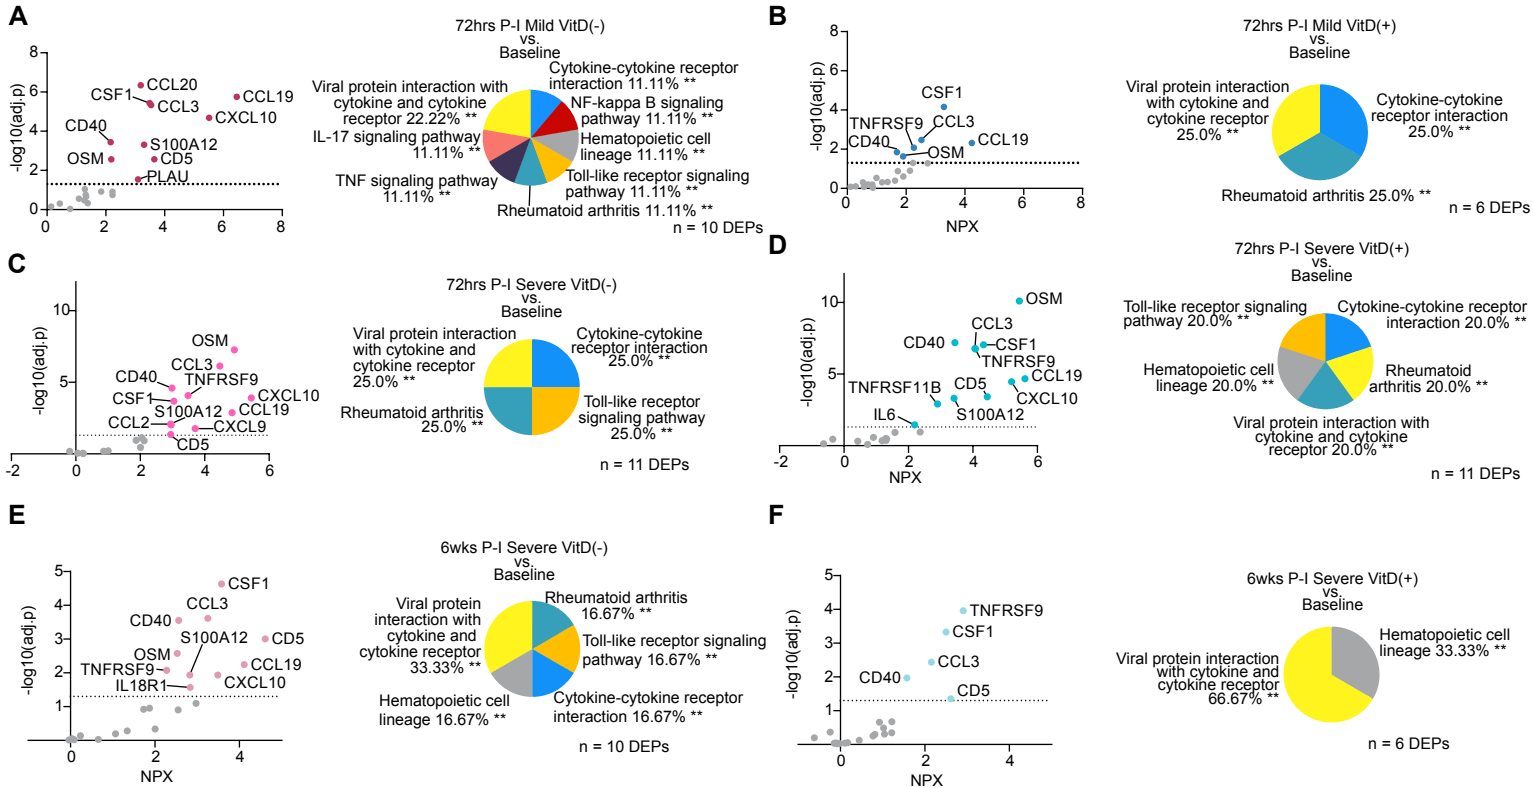 A
72hrs P-I Mild VitD(-)
vs.
Baseline
-log10(adj.p)
8
6
4
2
0
0
2
4
6
8
CCL20
CSF1
CCL3
CCL19
CXCL10
CD40
S100A12
OSM
CD5
PLAU
Viral protein interaction with
cytokine and cytokine
receptor 22.22% **
IL-17 signaling pathway
11.11% **
TNF signaling pathway
11.11% **
Cytokine-cytokine receptor
interaction 11.11% **
NF-kappa B signaling
pathway 11.11% **
Hematopoietic cell
lineage 11.11% **
Toll-like receptor signaling
pathway 11.11% **
Rheumatoid arthritis 11.11% **
n = 10 DEPs
B
72hrs P-I Mild VitD(+)
vs.
Baseline
-log10(adj.p)
8
6
4
2
0
0
2
4
6
8
NPX
CSF1
TNFRSF9
CCL3
CD40
CCL19
OSM
Viral protein interaction
with cytokine and
cytokine receptor
25.0% **
Cytokine-cytokine
receptor interaction
25.0% **
Rheumatoid arthritis 25.0% **
n = 6 DEPs
C
72hrs P-I Severe VitD(-)
vs.
Baseline
-log10(adj.p)
10
5
-2
0
2
4
6
OSM
CCL3
CD40
TNFRSF9
CSF1
CXCL10
S100A12
CCL19
CCL2
CXCL9
CD5
Viral protein interaction
with cytokine and
cytokine receptor
25.0% **
Cytokine-cytokine
receptor interaction
25.0% **
Rheumatoid arthritis
25.0% **
Toll-like receptor
signaling pathway
25.0% **
n = 11 DEPs
D
72hrs P-I Severe VitD(+)
vs.
Baseline
-log10(adj.p)
10
5
-2
0
2
4
6
NPX
OSM
CCL3
CD40
CSF1
TNFRSF9
CCL19
TNFRSF11B
CD5
CXCL10
IL6
S100A12
Toll-like receptor signaling
pathway 20.0% **
Cytokine-cytokine receptor
interaction 20.0% **
Hematopoietic cell
lineage 20.0% **
Rheumatoid
arthritis 20.0% **
Viral protein interaction with
cytokine and cytokine
receptor 20.0% **
n = 11 DEPs
E
6wks P-I Severe VitD(-)
vs.
Baseline
-log10(adj.p)
5
4
3
2
1
0
2
4
NPX
CSF1
CCL3
CD40
S100A12
CD5
OSM
TNFRSF9
CCL19
IL18R1
CXCL10
Viral protein
interaction with
cytokine and
cytokine receptor
33.33% **
Rheumatoid arthritis
16.67% **
Toll-like receptor signaling
pathway 16.67% **
Hematopoietic cell
lineage 16.67% **
Cytokine-cytokine receptor
interaction 16.67% **
n = 10 DEPs
F
6wks P-I Severe VitD(+)
vs.
Baseline
-log10(adj.p)
5
4
3
2
1
0
2
4
NPX
TNFRSF9
CSF1
CCL3
CD40
CD5
Viral protein interaction
with cytokine and
cytokine receptor
66.67% **
Hematopoietic cell
lineage 33.33% **
n = 6 DEPs